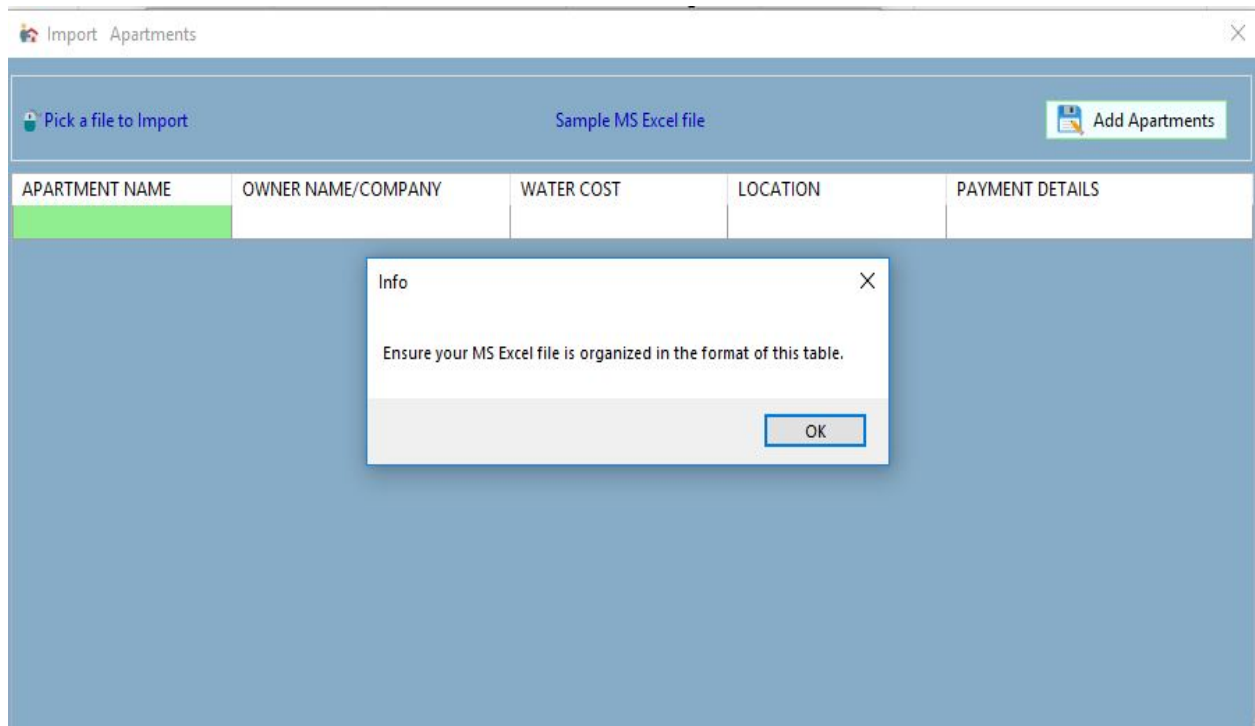 Import Apartments
Pick a file to Import
Sample MS Excel file
Add Apartments
APARTMENT NAME OWNER NAME/COMPANY WATER COST LOCATION PAYMENT DETAILS
Info
Ensure your MS Excel file is organized in the format of this table.
OK